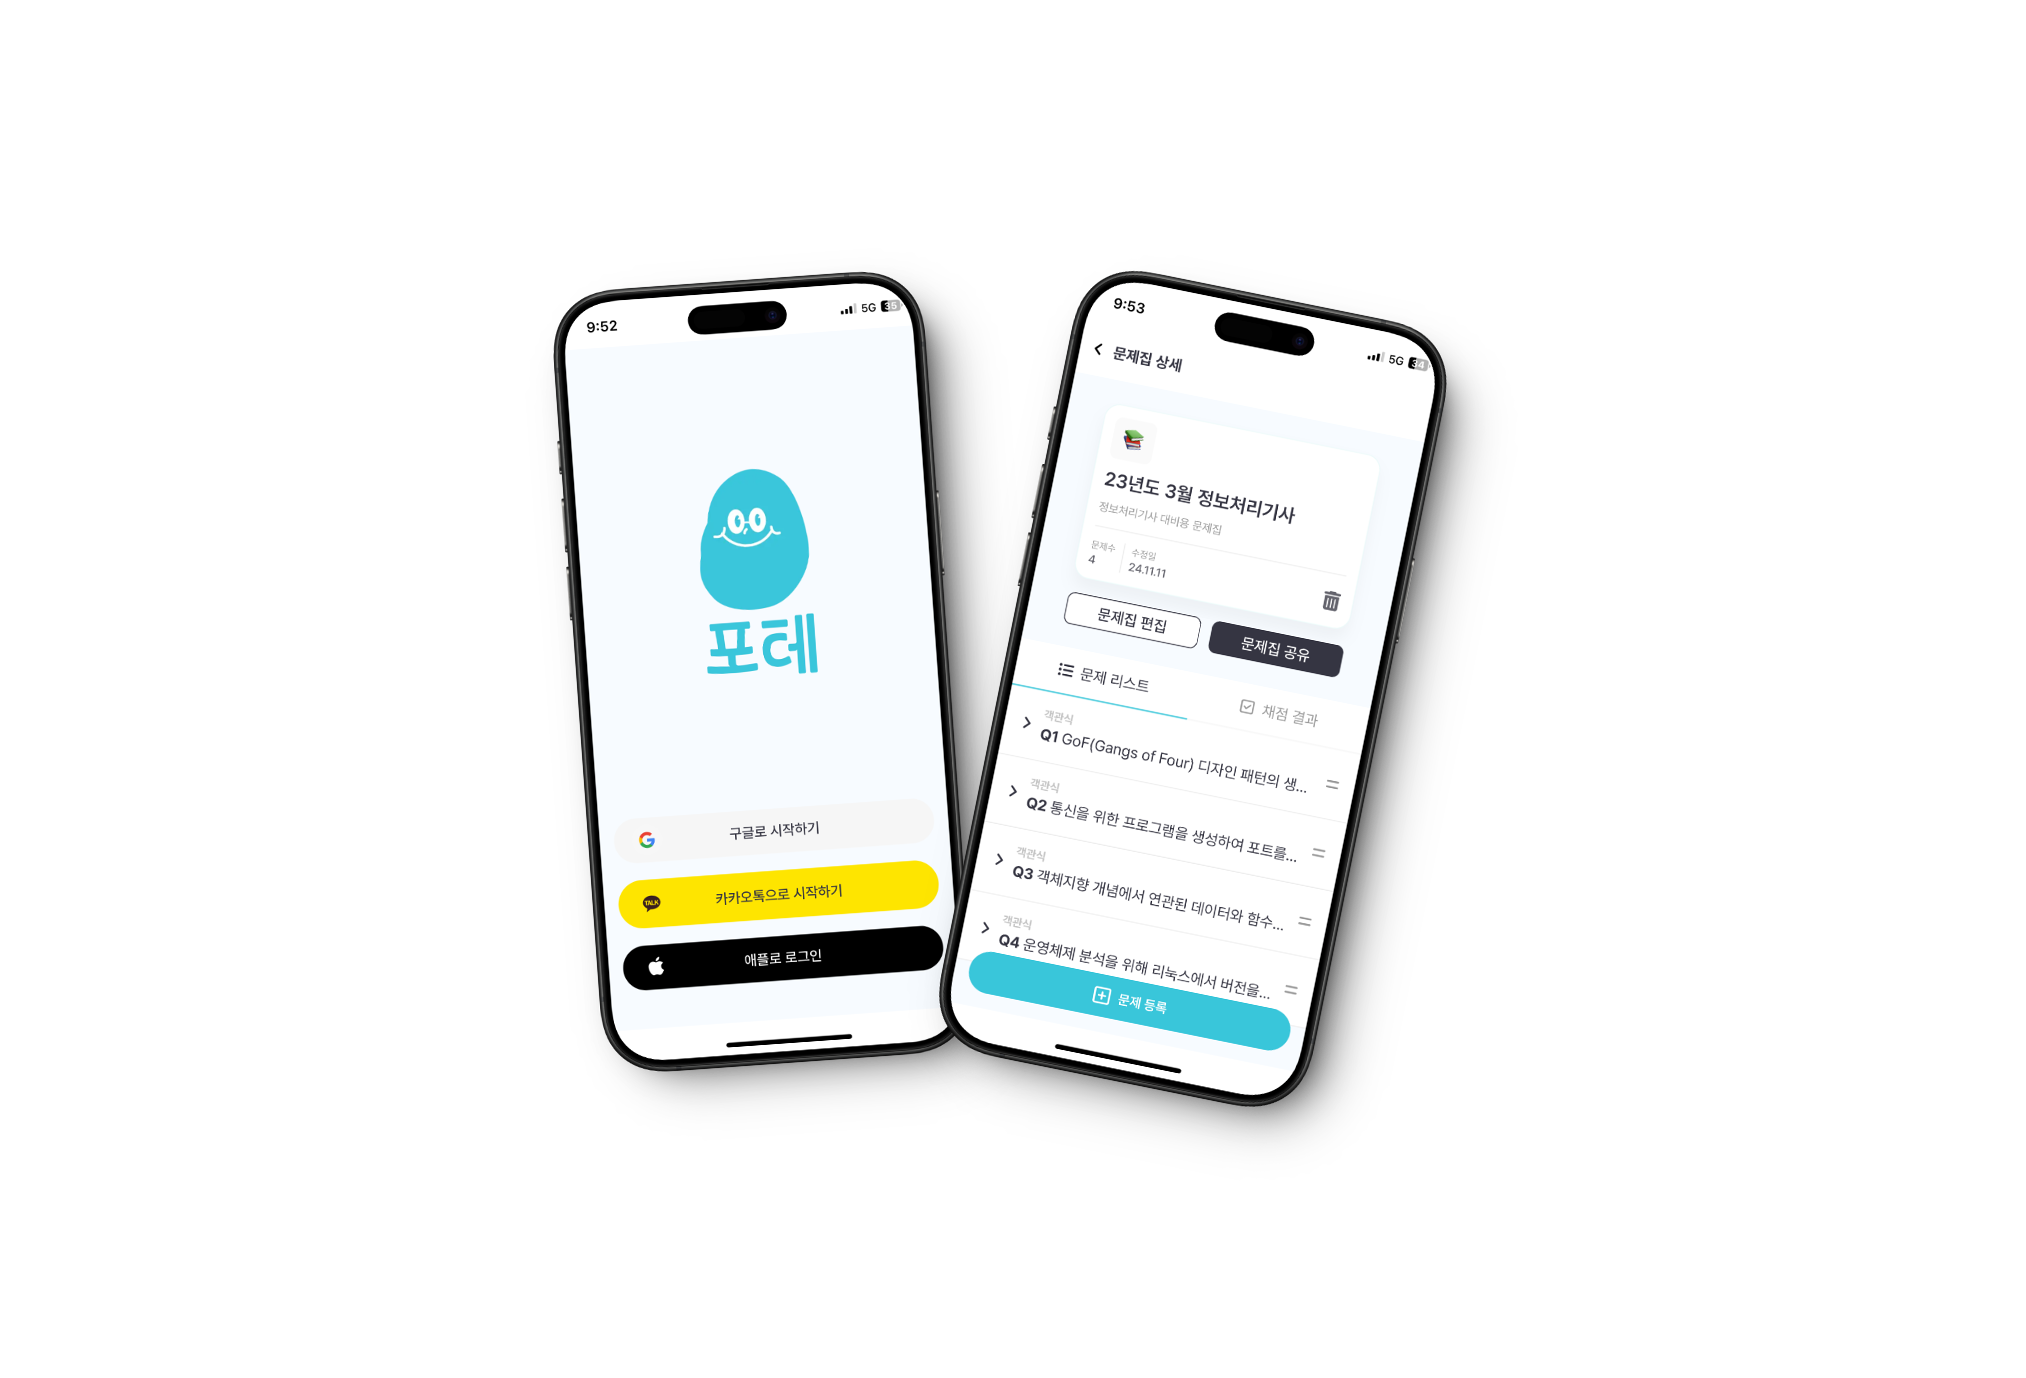 9:52
5G 35
포테
구글로 시작하기
TALK
카카오톡으로 시작하기
애플로 로그인
9:53
5G 34
문제집 상세
23년도 3월 정보처리기사
정보처리기사 대비용 문제집
문제수
4
수정일
24.11.11
문제집 편집
문제집 공유
문제 리스트
채점 결과
객관식
Q1 GoF(Gangs of Four) 디자인 패턴의 생...
객관식
Q2 통신을 위한 프로그램을 생성하여 포트를...
객관식
Q3 객체지향 개념에서 연관된 데이터와 함수...
객관식
Q4 운영체제 분석을 위해 리눅스에서 버전을...
문제 등록